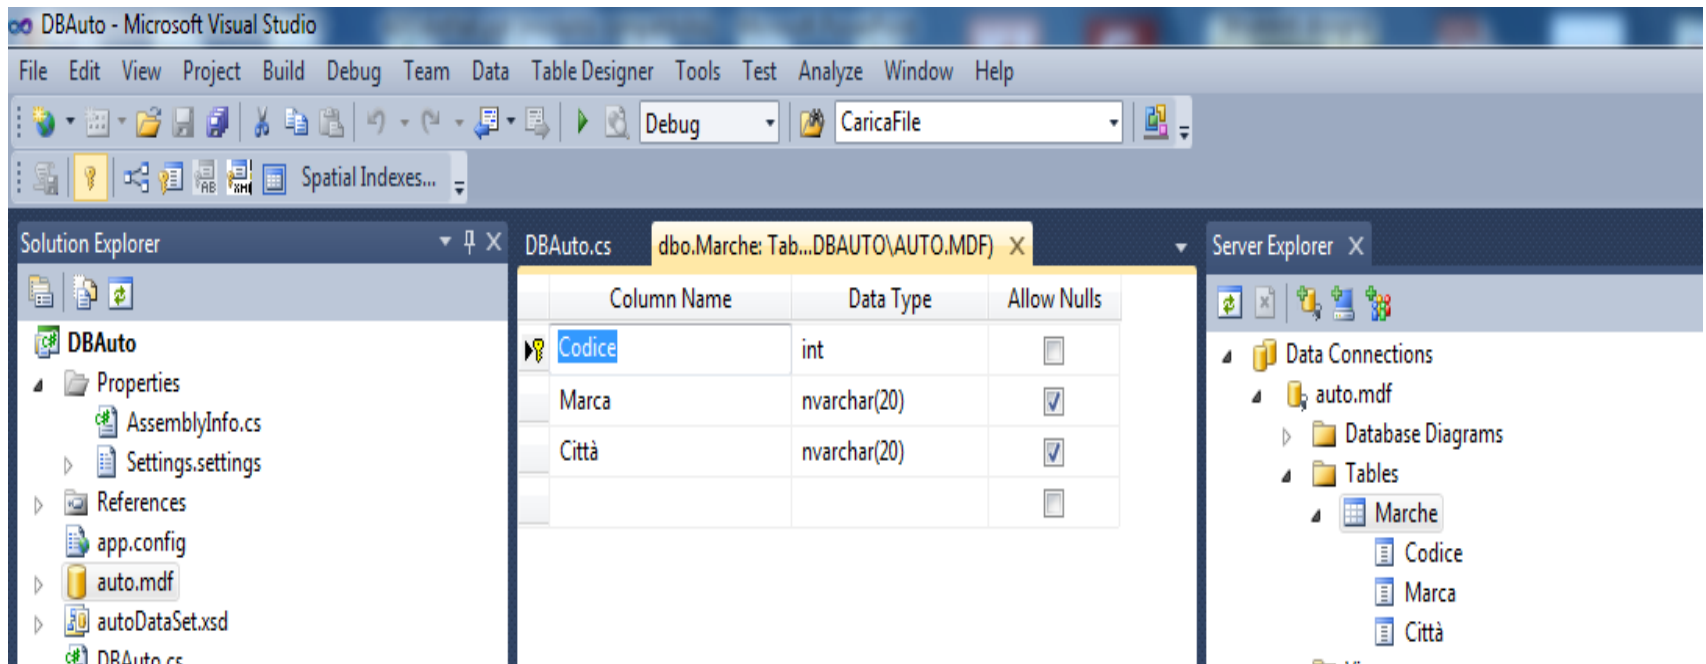 DBAuto - Microsoft Visual Studio
File Edit View Project Build Debug Team Data Table Designer Tools Test Analyze Window Help
Debug CaricaFile
Spatial Indexes...
Solution Explorer
DBAuto
Properties
AssemblyInfo.cs
Settings.settings
References
app.config
auto.mdf
autoDataSet.xsd
DBAuto.cs
DBAuto.cs dbo.Marche: Tab...DBAUTO\AUTO.MDF)
Column Name Data Type Allow Nulls
Codice int
Marca nvarchar(20)
Città nvarchar(20)
Server Explorer
Data Connections
auto.mdf
Database Diagrams
Tables
Marche
Codice
Marca
Città